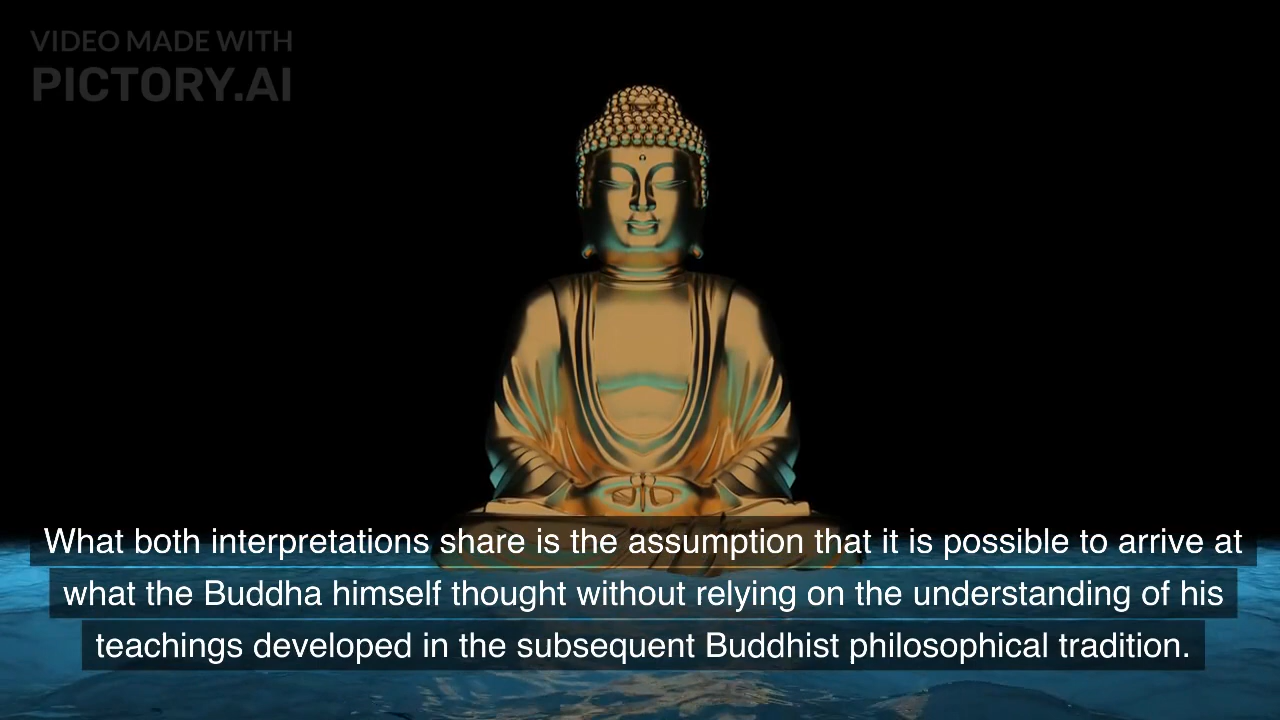 VIDEO MADE WITH
PICTORY.AI
What both interpretations share is the assumption that it is possible to arrive at
what the Buddha himself thought without relying on the understanding of his
teachings developed in the subsequent Buddhist philosophical tradition.